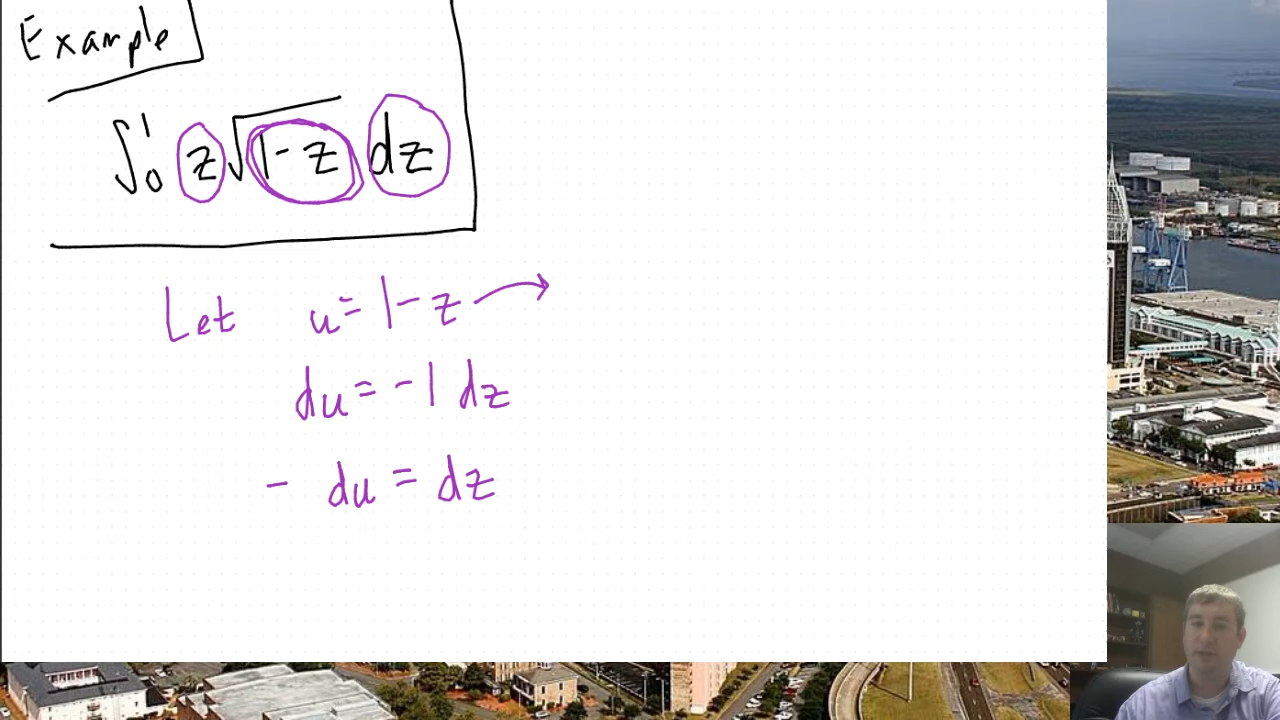 Example
∫₀¹ z√(1-z) dz
Let u = 1-z →
du = -1 dz
- du = dz